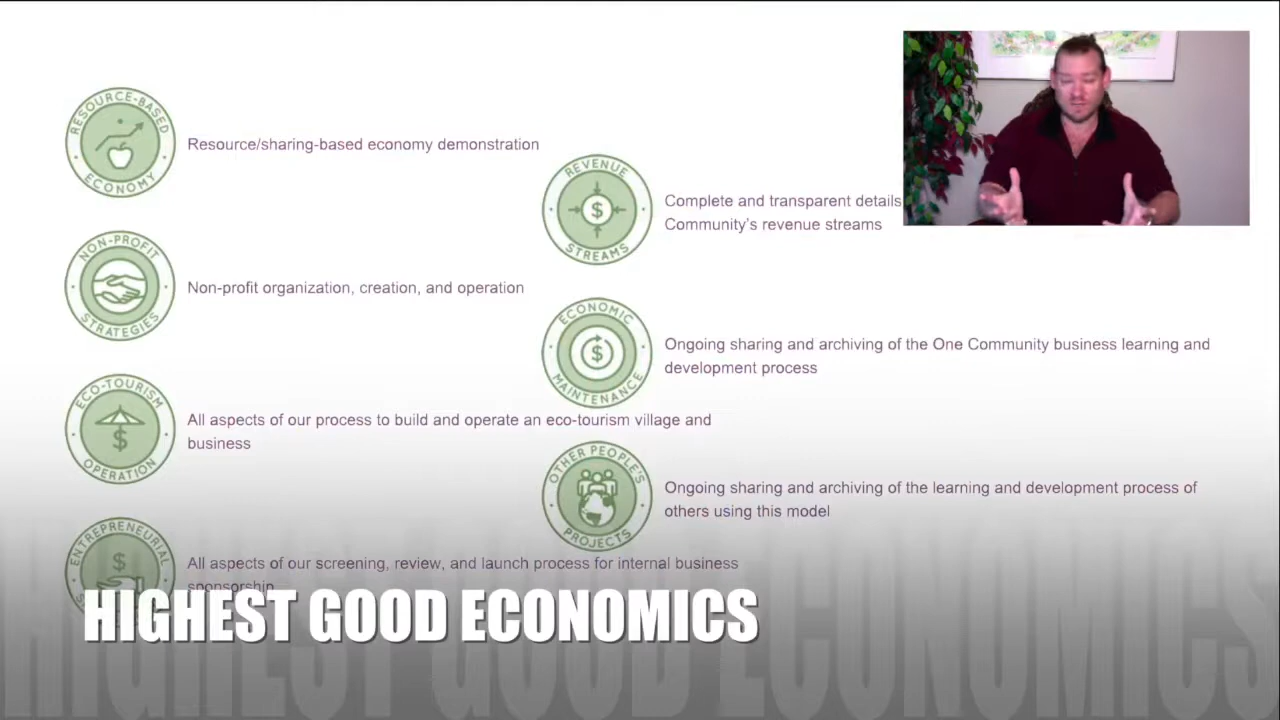 RESOURCE-BASED
ECONOMY
Resource/sharing-based economy demonstration
NON-PROFIT
STRATEGIES
Non-profit organization, creation, and operation
ECO-TOURISM
OPERATION
All aspects of our process to build and operate an eco-tourism village and
business
ENTREPRENEURIAL
All aspects of our screening, review, and launch process for internal business
sponsorship
REVENUE
STREAMS
Complete and transparent details
Community's revenue streams
ECONOMIC
MAINTENANCE
Ongoing sharing and archiving of the One Community business learning and
development process
OTHER PEOPLE'S
PROJECTS
Ongoing sharing and archiving of the learning and development process of
others using this model
HIGHEST GOOD ECONOMICS
HIGHEST GOOD ECONOMICS